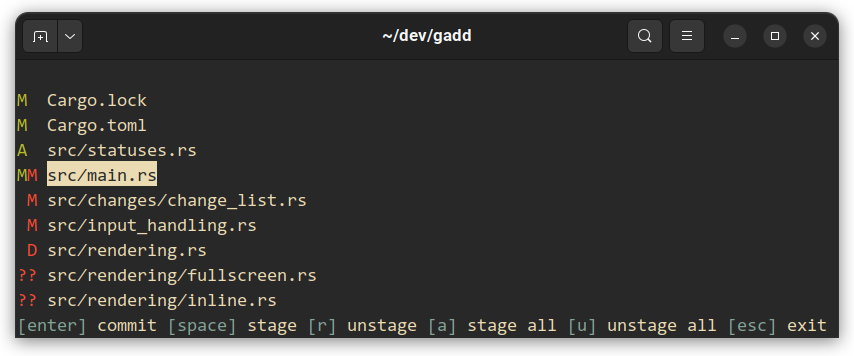 ~/dev/gadd
M  Cargo.lock
M  Cargo.toml
A  src/statuses.rs
MM src/main.rs
 M src/changes/change_list.rs
 M src/input_handling.rs
 D src/rendering.rs
?? src/rendering/fullscreen.rs
?? src/rendering/inline.rs
[enter] commit [space] stage [r] unstage [a] stage all [u] unstage all [esc] exit